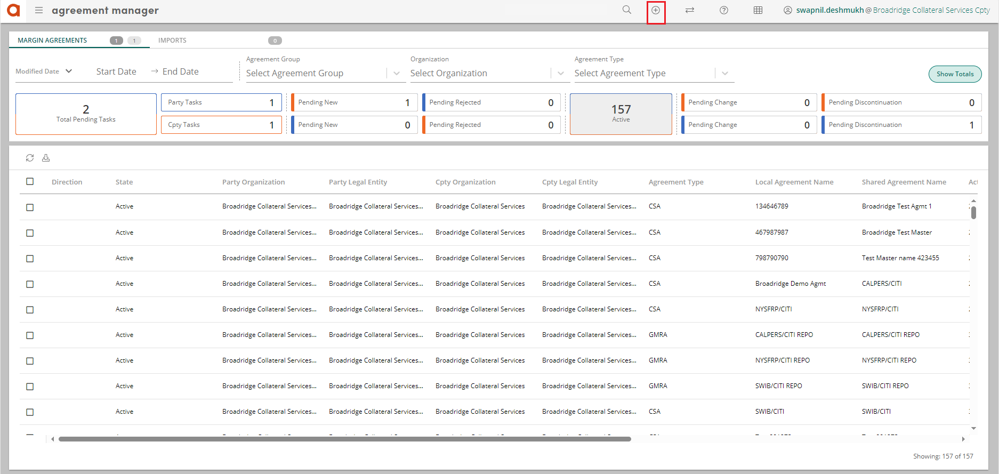 agreement manager
swapnil.deshmukh @ Broadridge Collateral Services Cpty
MARGIN AGREEMENTS 1 1 IMPORTS 0
Modified Date Start Date End Date
Agreement Group
Select Agreement Group
Organization
Select Organization
Agreement Type
Select Agreement Type
Show Totals
2
Total Pending Tasks
Party Tasks 1
Cpty Tasks 1
Pending New 1
Pending New 0
Pending Rejected 0
Pending Rejected 0
157
Active
Pending Change 0
Pending Change 0
Pending Discontinuation 0
Pending Discontinuation 1
Direction State Party Organization Party Legal Entity Cpty Organization Cpty Legal Entity Agreement Type Local Agreement Name Shared Agreement Name
Active Broadridge Collateral Services... Broadridge Collateral Services... Broadridge Collateral Services Broadridge Collateral Services... CSA 134646789 Broadridge Test Agmt 1
Active Broadridge Collateral Services... Broadridge Collateral Services... Broadridge Collateral Services Broadridge Collateral Services... CSA 467987987 Broadridge Test Master
Active Broadridge Collateral Services... Broadridge Collateral Services... Broadridge Collateral Services Broadridge Collateral Services... CSA 798790790 Test Master name 423455
Active Broadridge Collateral Services... Broadridge Collateral Services... Broadridge Collateral Services Broadridge Collateral Services... CSA Broadridge Demo Agmt CALPERS/CITI
Active Broadridge Collateral Services... Broadridge Collateral Services... Broadridge Collateral Services Broadridge Collateral Services... CSA NYSFRP/CITI NYSFRP/CITI
Active Broadridge Collateral Services... Broadridge Collateral Services... Broadridge Collateral Services Broadridge Collateral Services... GMRA CALPERS/CITI REPO CALPERS/CITI REPO
Active Broadridge Collateral Services... Broadridge Collateral Services... Broadridge Collateral Services Broadridge Collateral Services... GMRA NYSFRP/CITI REPO NYSFRP/CITI REPO
Active Broadridge Collateral Services... Broadridge Collateral Services... Broadridge Collateral Services Broadridge Collateral Services... GMRA SWIB/CITI REPO SWIB/CITI REPO
Active Broadridge Collateral Services... Broadridge Collateral Services... Broadridge Collateral Services Broadridge Collateral Services... CSA SWIB/CITI SWIB/CITI
Showing: 157 of 157